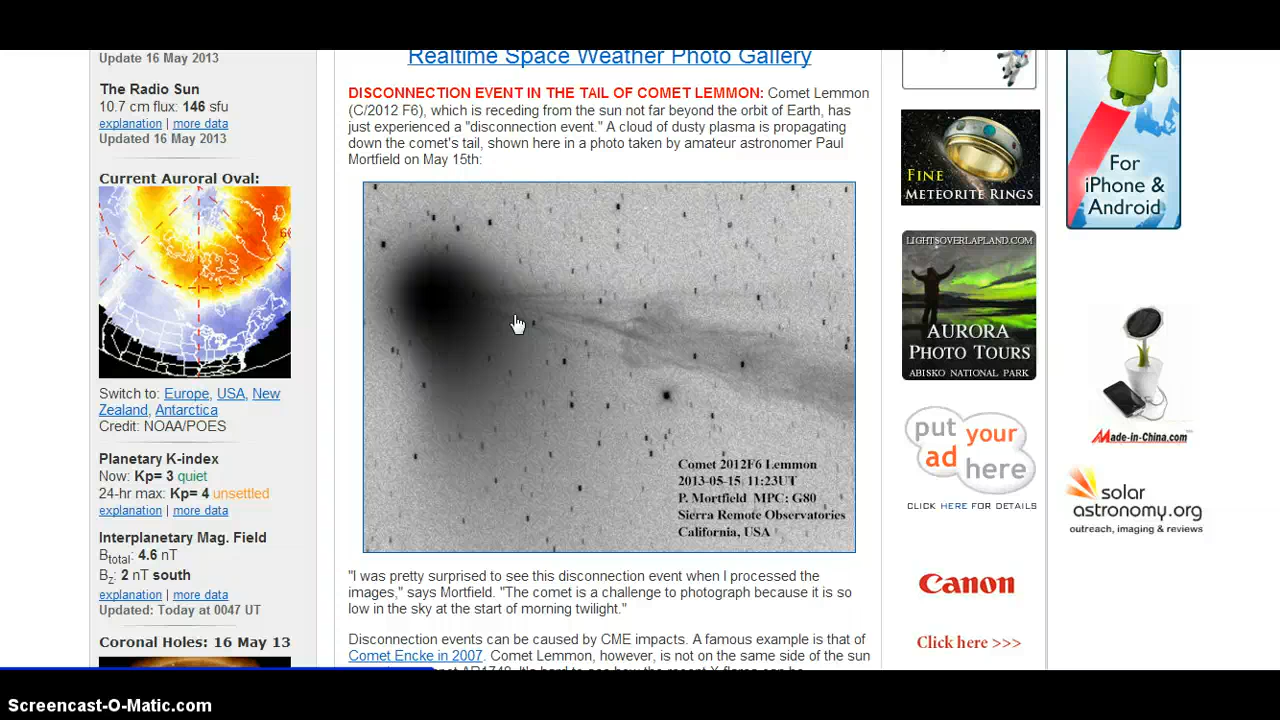 Update 16 May 2013
The Radio Sun
10.7 cm flux: 146 sfu
explanation | more data
Updated 16 May 2013
Current Auroral Oval:
Switch to: Europe, USA, New
Zealand, Antarctica
Credit: NOAA/POES
Planetary K-index
Now: Kp= 3 quiet
24-hr max: Kp= 4 unsettled
explanation | more data
Interplanetary Mag. Field
Btotal: 4.6 nT
Bz: 2 nT south
explanation | more data
Updated: Today at 0047 UT
Coronal Holes: 16 May 13
Realtime Space Weather Photo Gallery
DISCONNECTION EVENT IN THE TAIL OF COMET LEMMON: Comet Lemmon
(C/2012 F6), which is receding from the sun not far beyond the orbit of Earth, has
just experienced a "disconnection event." A cloud of dusty plasma is propagating
down the comet's tail, shown here in a photo taken by amateur astronomer Paul
Mortfield on May 15th:
Comet 2012F6 Lemmon
2013-05-15 11:23UT
P. Mortfield MPC: G80
Sierra Remote Observatories
California, USA
"I was pretty surprised to see this disconnection event when I processed the
images," says Mortfield. "The comet is a challenge to photograph because it is so
low in the sky at the start of morning twilight."
Disconnection events can be caused by CME impacts. A famous example is that of
Comet Encke in 2007. Comet Lemmon, however, is not on the same side of the sun
FINE
METEORITE RINGS
LIGHTSOVERLAPLAND.COM
AURORA
PHOTO TOURS
ABISKO NATIONAL PARK
put your
ad here
CLICK HERE FOR DETAILS
Canon
Click here >>>
For
iPhone &
Android
Made-in-China.com
solar
astronomy.org
outreach, imaging & reviews
Screencast-O-Matic.com